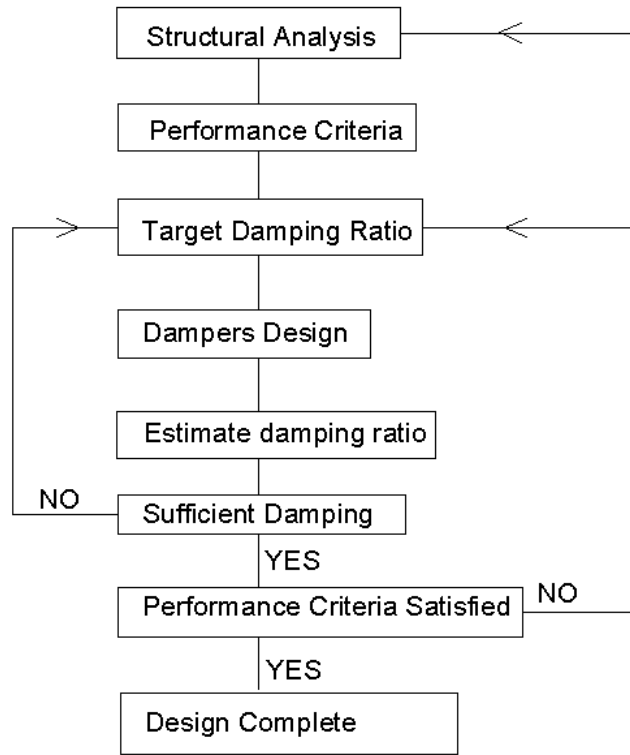 Structural Analysis
Performance Criteria
Target Damping Ratio
Dampers Design
Estimate damping ratio
NO
Sufficient Damping
YES
Performance Criteria Satisfied
NO
YES
Design Complete